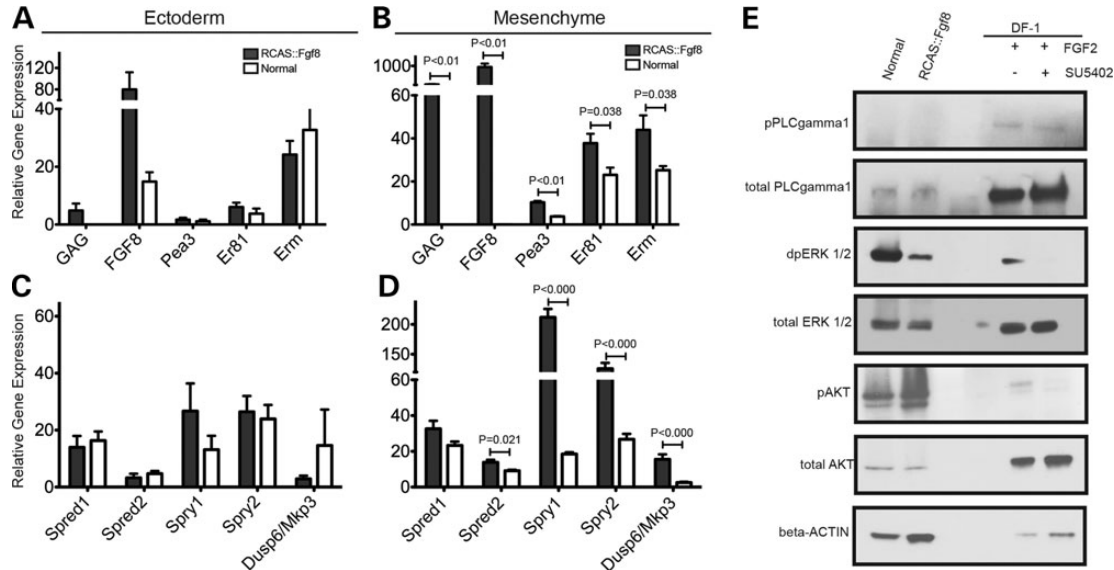 A
Ectoderm
RCAS::Fgf8
Normal
Relative Gene Expression
120
80
40
40
20
0
GAG
FGF8
Pea3
Er81
Erm
B
Mesenchyme
RCAS::Fgf8
Normal
P<0.01
P<0.01
P=0.038
P=0.038
P<0.01
1000
60
40
20
0
GAG
FGF8
Pea3
Er81
Erm
C
Relative Gene Expression
60
40
20
0
Spred1
Spred2
Spry1
Spry2
Dusp6/Mkp3
D
P<0.000
P<0.000
P=0.021
P<0.000
200
100
60
40
20
0
Spred1
Spred2
Spry1
Spry2
Dusp6/Mkp3
E
Normal
RCAS::Fgf8
DF-1
+ + FGF2
- + SU5402
pPLCgamma1
total PLCgamma1
dpERK 1/2
total ERK 1/2
pAKT
total AKT
beta-ACTIN